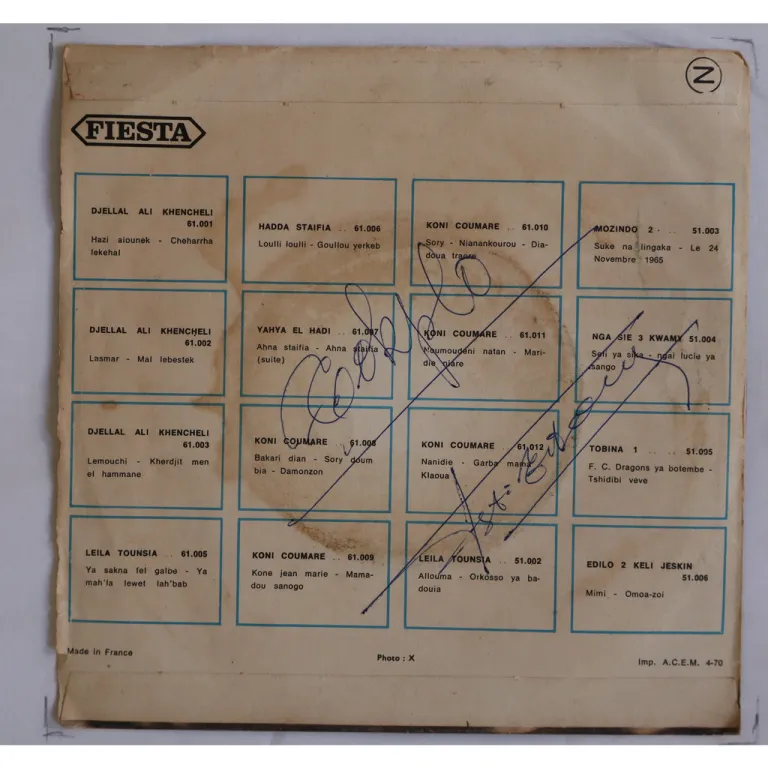 N
FIESTA
DJELLAL ALI KHENCHELI
61.001
Hazi aiounek - Cheharrha
lekehal
HADDA STAIFIA .. 61.006
Loulli loulli - Goullou yerkeb
KONI COUMARE .. 61.010
Sory - Nianankourou - Dia-
doua traore
MOZINDO 2 - .. 51.003
Suke na lingaka - Le 24
Novembre 1965
DJELLAL ALI KHENCHELI
61.002
Lasmar - Mal lebestek
YAHYA EL HADI .. 61.007
Ahna staifia - Ahna staifia
(suite)
KONI COUMARE .. 61.011
Noumoudeni natan - Mari-
die niare
NGA SIE 3 KWAMY 51.004
Soli ya sika - ngai lucie ya
sango
DJELLAL ALI KHENCHELI
61.003
Lemouchi - Kherdjit men
el hammane
KONI COUMARE .. 61.008
Bakari dian - Sory doum
bia - Damonzon
KONI COUMARE .. 61.012
Nanidie - Garba mama
Klaoua
TOBINA 1 ..... 51.005
F. C. Dragons ya botembe -
Tshidibi veve
LEILA TOUNSIA .. 61.005
Ya sakna fel galbe - Ya
mah'la lewet lah'bab
KONI COUMARE .. 61.009
Kone jean marie - Mama-
dou sanogo
LEILA TOUNSIA .. 51.002
Allouma - Orkosso ya ba-
douia
EDILO 2 KELI JESKIN
51.006
Mimi - Omoa-zoi
Made in France
Photo : X
Imp. A.C.E.M. 4-70